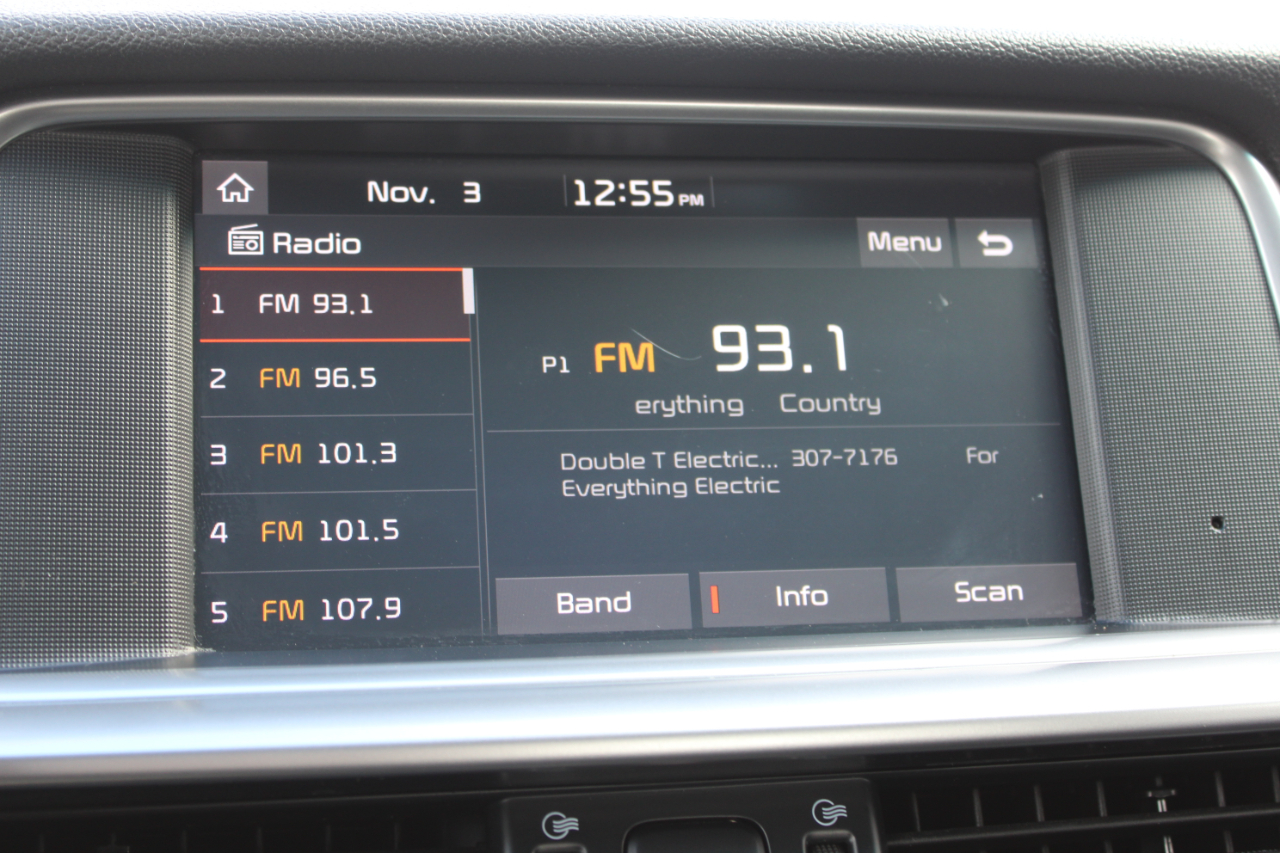 Nov. 3 12:55 PM
Radio Menu
1 FM 93.1
2 FM 96.5
3 FM 101.3
4 FM 101.5
5 FM 107.9
P1 FM 93.1
erything Country
Double T Electric... 307-7176 For
Everything Electric
Band Info Scan